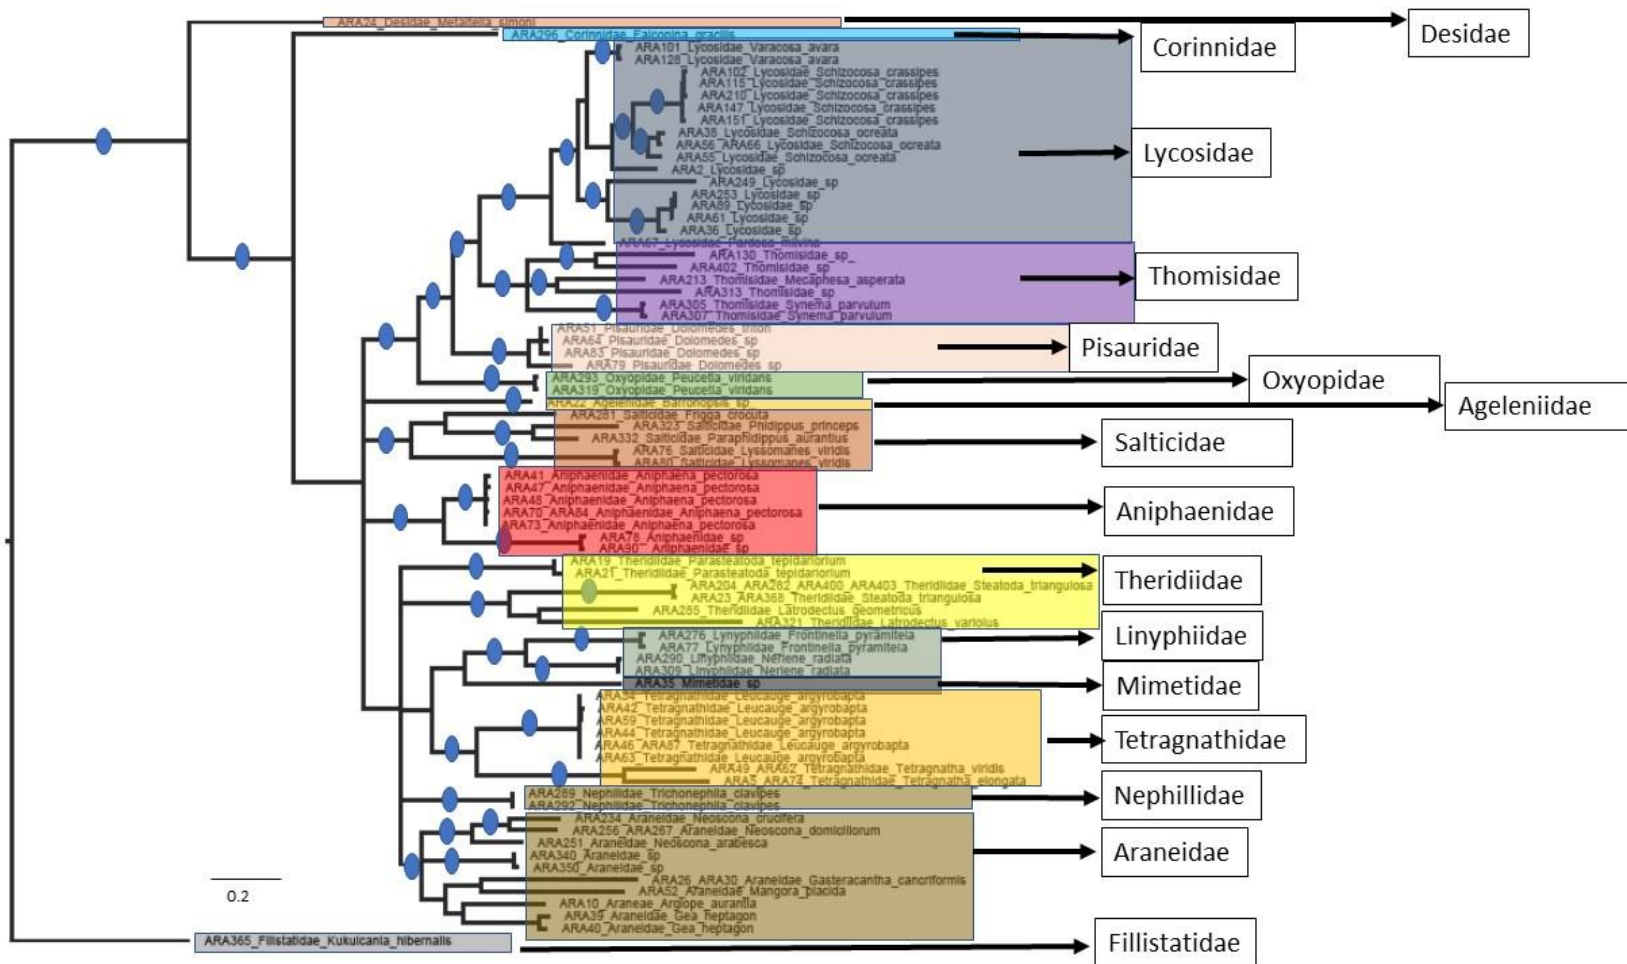 ARA24_Desidae_Metaltella_simoni
Desidae
ARA296_Corinnidae_Falconina_gracilis
Corinnidae
ARA101_Lycosidae_Varacosa_avara
ARA128_Lycosidae_Varacosa_avara
ARA102_Lycosidae_Schizocosa_crassipes
ARA115_Lycosidae_Schizocosa_crassipes
ARA210_Lycosidae_Schizocosa_crassipes
ARA147_Lycosidae_Schizocosa_crassipes
ARA151_Lycosidae_Schizocosa_crassipes
ARA38_Lycosidae_Schizocosa_ocreata
ARA56_ARA66_Lycosidae_Schizocosa_ocreata
ARA55_Lycosidae_Schizocosa_ocreata
ARA2_Lycosidae_sp
ARA249_Lycosidae_sp
ARA253_Lycosidae_sp
ARA89_Lycosidae_sp
ARA61_Lycosidae_sp
ARA36_Lycosidae_sp
ARA67_Lycosidae_Pardosa_milvina
Lycosidae
ARA130_Thomisidae_sp_
ARA402_Thomisidae_sp
ARA213_Thomisidae_Mecaphesa_asperata
ARA313_Thomisidae_sp
ARA305_Thomisidae_Synema_parvulum
ARA307_Thomisidae_Synema_parvulum
Thomisidae
ARA51_Pisauridae_Dolomedes_triton
ARA64_Pisauridae_Dolomedes_sp
ARA83_Pisauridae_Dolomedes_sp
ARA79_Pisauridae_Dolomedes_sp
Pisauridae
ARA293_Oxyopidae_Peucetia_viridans
ARA319_Oxyopidae_Peucetia_viridans
Oxyopidae
ARA22_Agelenidae_Barronopsis_sp
Ageleniidae
ARA281_Salticidae_Frigga_crocuta
ARA323_Salticidae_Phidippus_princeps
ARA332_Salticidae_Paraphidippus_aurantius
ARA76_Salticidae_Lyssomanes_viridis
ARA80_Salticidae_Lyssomanes_viridis
Salticidae
ARA41_Aniphaenidae_Aniphaena_pectorosa
ARA47_Aniphaenidae_Aniphaena_pectorosa
ARA48_Aniphaenidae_Aniphaena_pectorosa
ARA70_ARA84_Aniphaenidae_Aniphaena_pectorosa
ARA73_Aniphaenidae_Aniphaena_pectorosa
ARA78_Aniphaenidae_sp
ARA90_Aniphaenidae_sp
Aniphaenidae
ARA19_Theridiidae_Parasteatoda_tepidariorium
ARA21_Theridiidae_Parasteatoda_tepidariorium
ARA204_ARA282_ARA400_ARA403_Theridiidae_Steatoda_triangulosa
ARA23_ARA368_Theridiidae_Steatoda_triangulosa
ARA285_Theridiidae_Latrodectus_geometricus
ARA321_Theridiidae_Latrodectus_variolus
Theridiidae
ARA276_Lynyphiidae_Frontinella_pyramitela
ARA77_Lynyphiidae_Frontinella_pyramitela
ARA290_Linyphiidae_Neriene_radiata
ARA309_Linyphiidae_Neriene_radiata
Linyphiidae
ARA35_Mimetidae_sp
Mimetidae
ARA34_Tetragnathidae_Leucauge_argyrobapta
ARA42_Tetragnathidae_Leucauge_argyrobapta
ARA59_Tetragnathidae_Leucauge_argyrobapta
ARA44_Tetragnathidae_Leucauge_argyrobapta
ARA46_ARA87_Tetragnathidae_Leucauge_argyrobapta
ARA63_Tetragnathidae_Leucauge_argyrobapta
ARA49_ARA62_Tetragnathidae_Tetragnatha_viridis
ARA5_ARA74_Tetragnathidae_Tetragnatha_elongata
Tetragnathidae
ARA289_Nephilidae_Trichonephila_clavipes
ARA292_Nephilidae_Trichonephila_clavipes
Nephillidae
ARA234_Araneidae_Neoscona_crucifera
ARA256_ARA267_Araneidae_Neoscona_domiciliorum
ARA251_Araneidae_Neoscona_arabesca
ARA340_Araneidae_sp
ARA350_Araneidae_sp
ARA26_ARA30_Araneidae_Gasteracantha_cancriformis
ARA52_Araneidae_Mangora_placida
ARA10_Araneae_Argiope_aurantia
ARA39_Araneidae_Gea_heptagon
ARA40_Araneidae_Gea_heptagon
Araneidae
0.2
ARA365_Filistatidae_Kukulcania_hibernalis
Fillistatidae